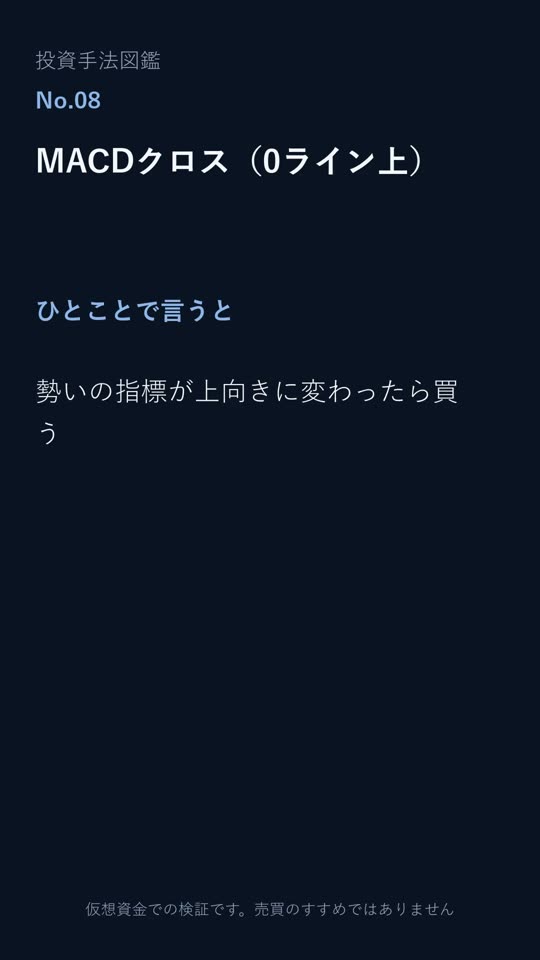 投資手法図鑑
No.08
MACDクロス（0ライン上）
ひとことで言うと
勢いの指標が上向きに変わったら買
う
仮想資金での検証です。売買のすすめではありません